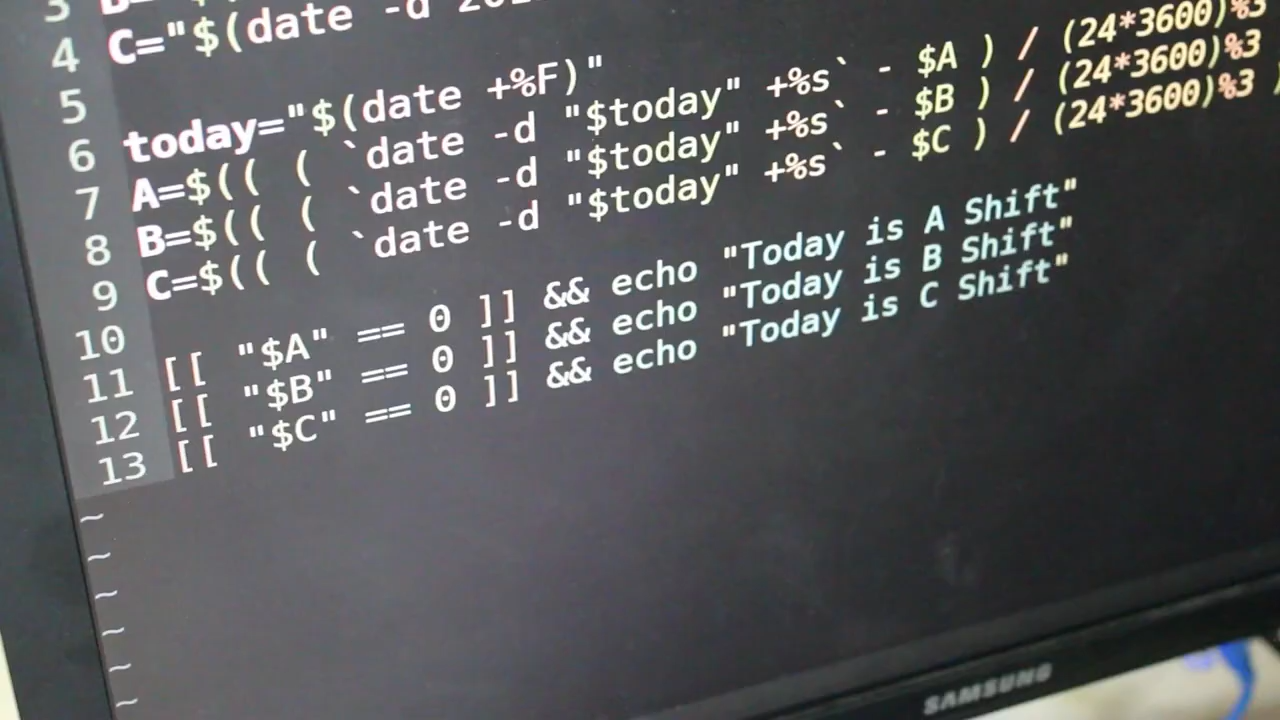 3
4 C="$(date -d
5
6 today="$(date +%F)"
7 A=$(( ( `date -d "$today" +%s` - $A ) / (24*3600)%3
8 B=$(( ( `date -d "$today" +%s` - $B ) / (24*3600)%3
9 C=$(( ( `date -d "$today" +%s` - $C ) / (24*3600)%3 )
10
11 [[ "$A" == 0 ]] && echo "Today is A Shift"
12 [[ "$B" == 0 ]] && echo "Today is B Shift"
13 [[ "$C" == 0 ]] && echo "Today is C Shift"
~
~
~
~
~
~
SAMSUNG